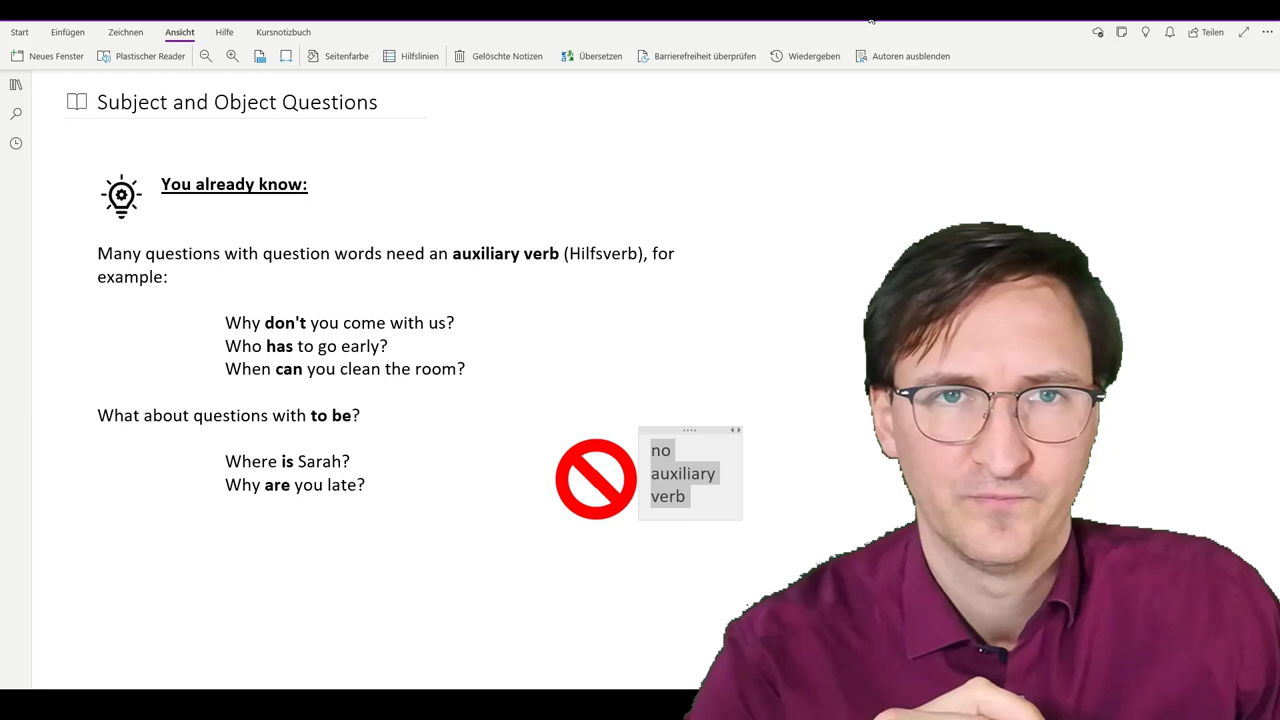 Start Einfügen Zeichnen Ansicht Hilfe Kursnotizbuch Teilen
Neues Fenster Plastischer Reader Seitenfarbe Hilfslinien Gelöschte Notizen Übersetzen Barrierefreiheit überprüfen Wiedergeben Autoren ausblenden
Subject and Object Questions
You already know:
Many questions with question words need an auxiliary verb (Hilfsverb), for
example:
Why don't you come with us?
Who has to go early?
When can you clean the room?
What about questions with to be?
Where is Sarah?
Why are you late?
no
auxiliary
verb